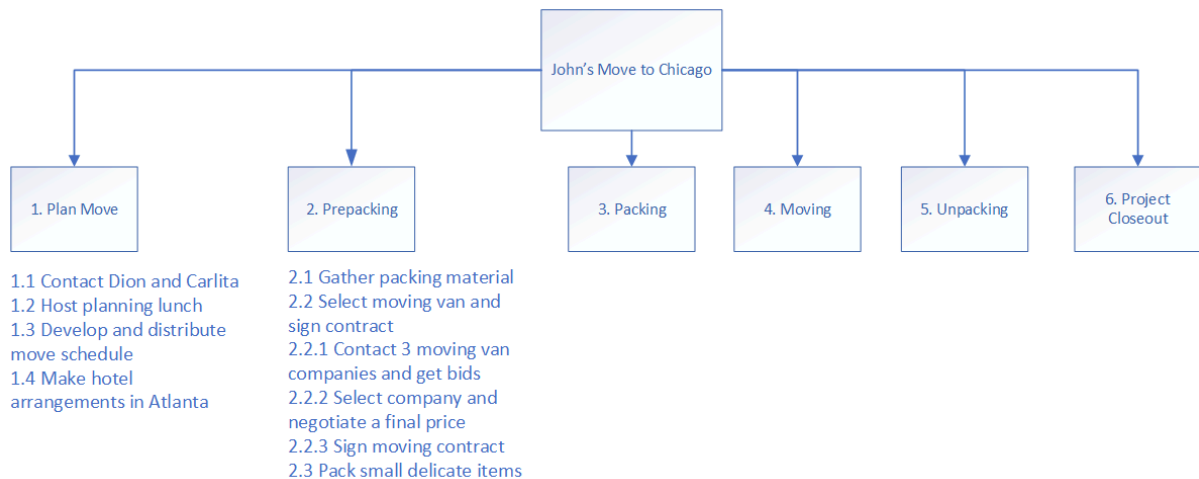 John's Move to Chicago
1. Plan Move
2. Prepacking
3. Packing
4. Moving
5. Unpacking
6. Project
Closeout
1.1 Contact Dion and Carlita
1.2 Host planning lunch
1.3 Develop and distribute
move schedule
1.4 Make hotel
arrangements in Atlanta
2.1 Gather packing material
2.2 Select moving van and
sign contract
2.2.1 Contact 3 moving van
companies and get bids
2.2.2 Select company and
negotiate a final price
2.2.3 Sign moving contract
2.3 Pack small delicate items